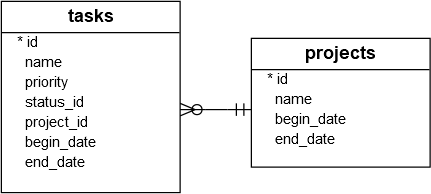 tasks
* id
name
priority
status_id
project_id
begin_date
end_date
projects
* id
name
begin_date
end_date